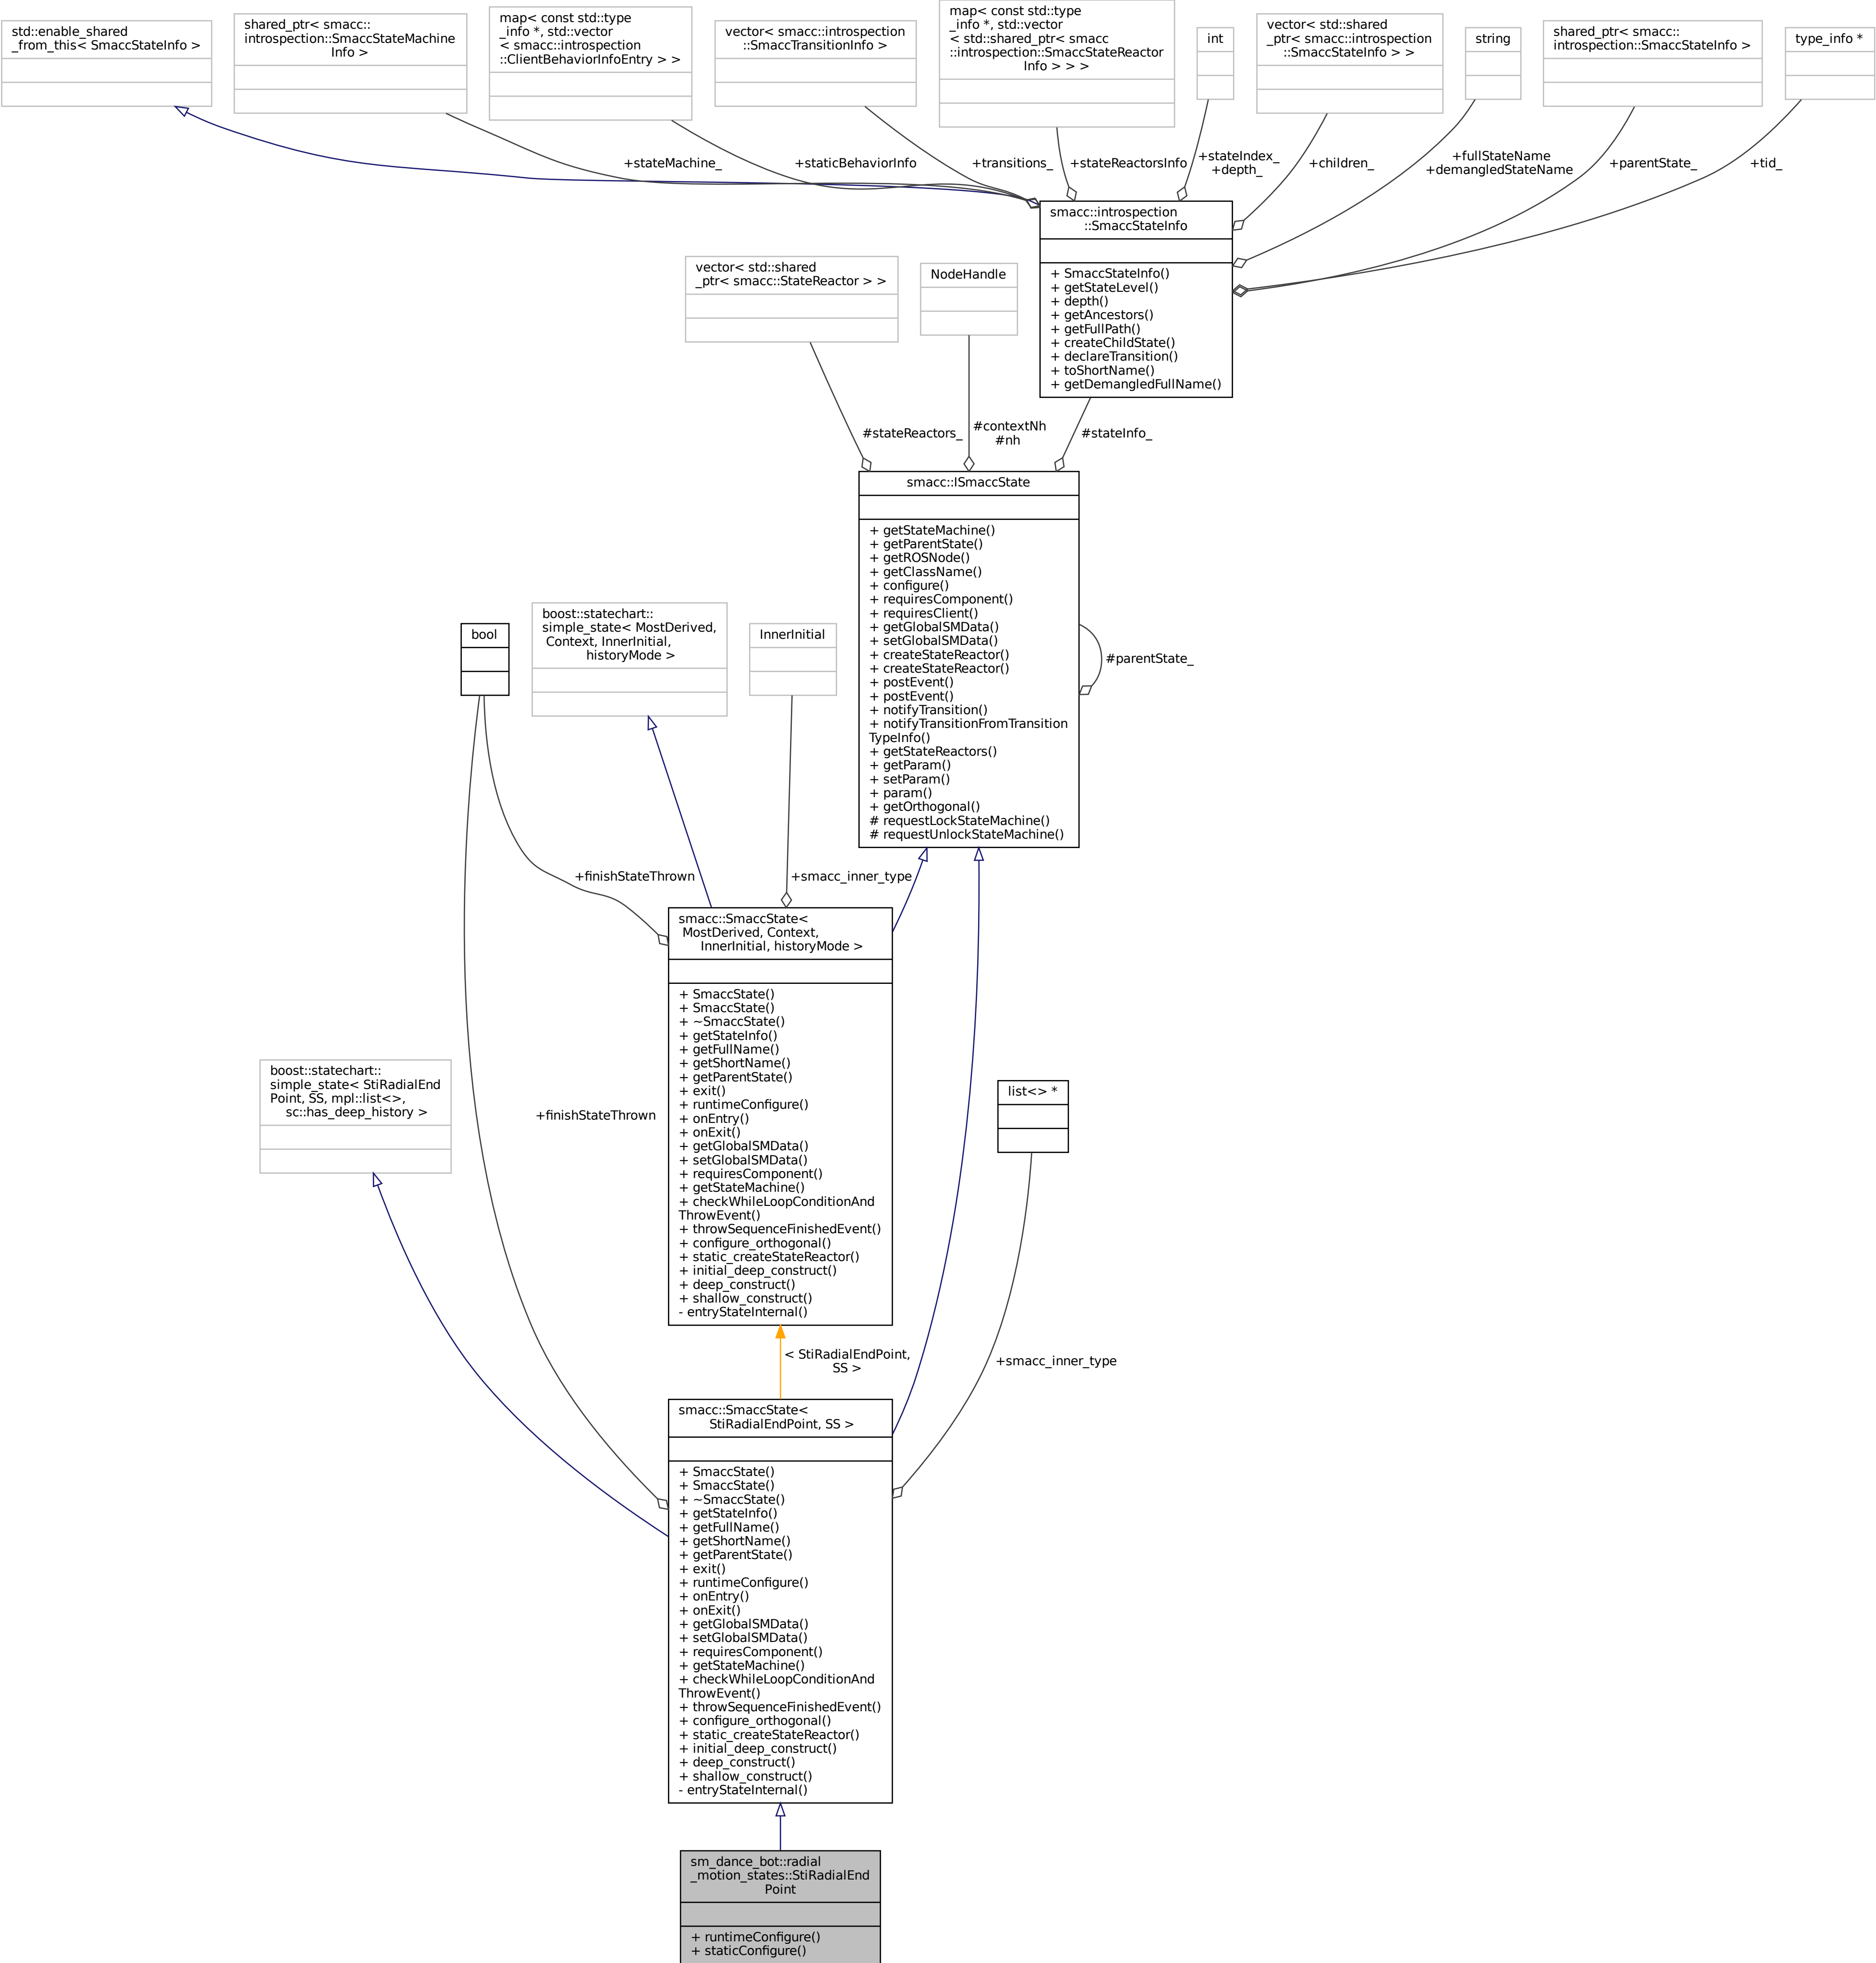 std::enable_shared
_from_this< SmaccStateInfo >
shared_ptr< smacc::
introspection::SmaccStateMachine
Info >
map< const std::type
_info *, std::vector
< smacc::introspection
::ClientBehaviorInfoEntry > >
vector< smacc::introspection
::SmaccTransitionInfo >
map< const std::type
_info *, std::vector
< std::shared_ptr< smacc
::introspection::SmaccStateReactor
Info > > >
int
vector< std::shared
_ptr< smacc::introspection
::SmaccStateInfo > >
string
shared_ptr< smacc::
introspection::SmaccStateInfo >
type_info *
+stateMachine_
+staticBehaviorInfo
+transitions_
+stateReactorsInfo
+stateIndex_
+depth_
+children_
+fullStateName
+demangledStateName
+parentState_
+tid_
smacc::introspection
::SmaccStateInfo
+ SmaccStateInfo()
+ getStateLevel()
+ depth()
+ getAncestors()
+ getFullPath()
+ createChildState()
+ declareTransition()
+ toShortName()
+ getDemangledFullName()
vector< std::shared
_ptr< smacc::StateReactor > >
NodeHandle
#stateReactors_
#contextNh
#nh
#stateInfo_
smacc::ISmaccState
+ getStateMachine()
+ getParentState()
+ getROSNode()
+ getClassName()
+ configure()
+ requiresComponent()
+ requiresClient()
+ getGlobalSMData()
+ setGlobalSMData()
+ createStateReactor()
+ createStateReactor()
+ postEvent()
+ postEvent()
+ notifyTransition()
+ notifyTransitionFromTransition
TypeInfo()
+ getStateReactors()
+ getParam()
+ setParam()
+ param()
+ getOrthogonal()
# requestLockStateMachine()
# requestUnlockStateMachine()
#parentState_
bool
boost::statechart::
simple_state< MostDerived,
Context, InnerInitial,
historyMode >
InnerInitial
+finishStateThrown
+smacc_inner_type
smacc::SmaccState<
MostDerived, Context,
InnerInitial, historyMode >
+ SmaccState()
+ SmaccState()
+ ~SmaccState()
+ getStateInfo()
+ getFullName()
+ getShortName()
+ getParentState()
+ exit()
+ runtimeConfigure()
+ onEntry()
+ onExit()
+ getGlobalSMData()
+ setGlobalSMData()
+ requiresComponent()
+ getStateMachine()
+ checkWhileLoopConditionAnd
ThrowEvent()
+ throwSequenceFinishedEvent()
+ configure_orthogonal()
+ static_createStateReactor()
+ initial_deep_construct()
+ deep_construct()
+ shallow_construct()
- entryStateInternal()
boost::statechart::
simple_state< StiRadialEnd
Point, SS, mpl::list<>,
sc::has_deep_history >
+finishStateThrown
list<> *
< StiRadialEndPoint,
SS >
+smacc_inner_type
smacc::SmaccState<
StiRadialEndPoint, SS >
+ SmaccState()
+ SmaccState()
+ ~SmaccState()
+ getStateInfo()
+ getFullName()
+ getShortName()
+ getParentState()
+ exit()
+ runtimeConfigure()
+ onEntry()
+ onExit()
+ getGlobalSMData()
+ setGlobalSMData()
+ requiresComponent()
+ getStateMachine()
+ checkWhileLoopConditionAnd
ThrowEvent()
+ throwSequenceFinishedEvent()
+ configure_orthogonal()
+ static_createStateReactor()
+ initial_deep_construct()
+ deep_construct()
+ shallow_construct()
- entryStateInternal()
sm_dance_bot::radial
_motion_states::StiRadialEnd
Point
+ runtimeConfigure()
+ staticConfigure()